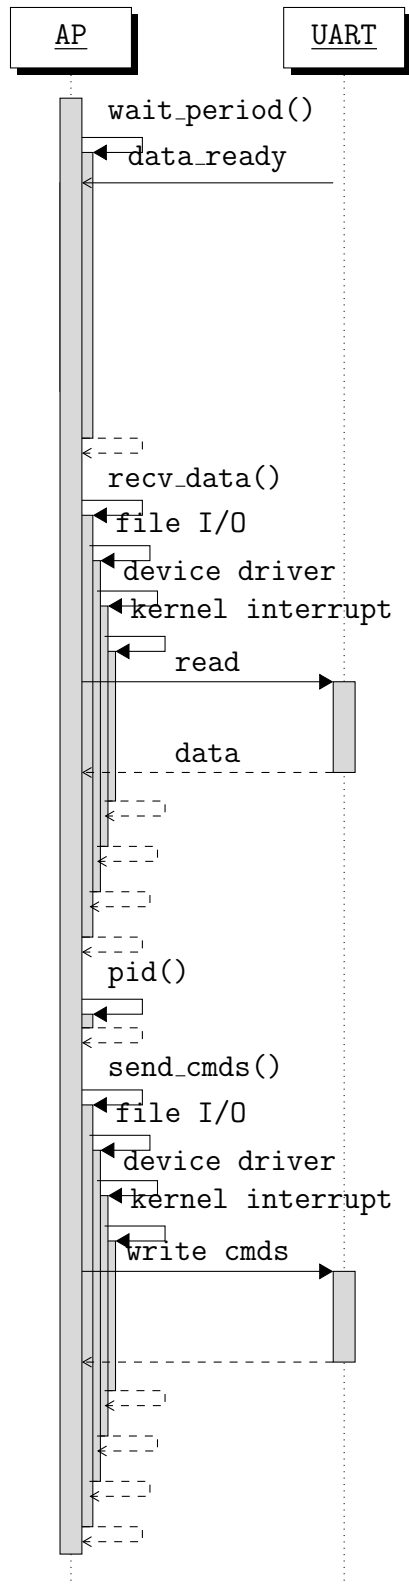 AP
UART
wait_period()
data_ready
recv_data()
file I/O
device driver
kernel interrupt
read
data
pid()
send_cmds()
file I/O
device driver
kernel interrupt
write cmds